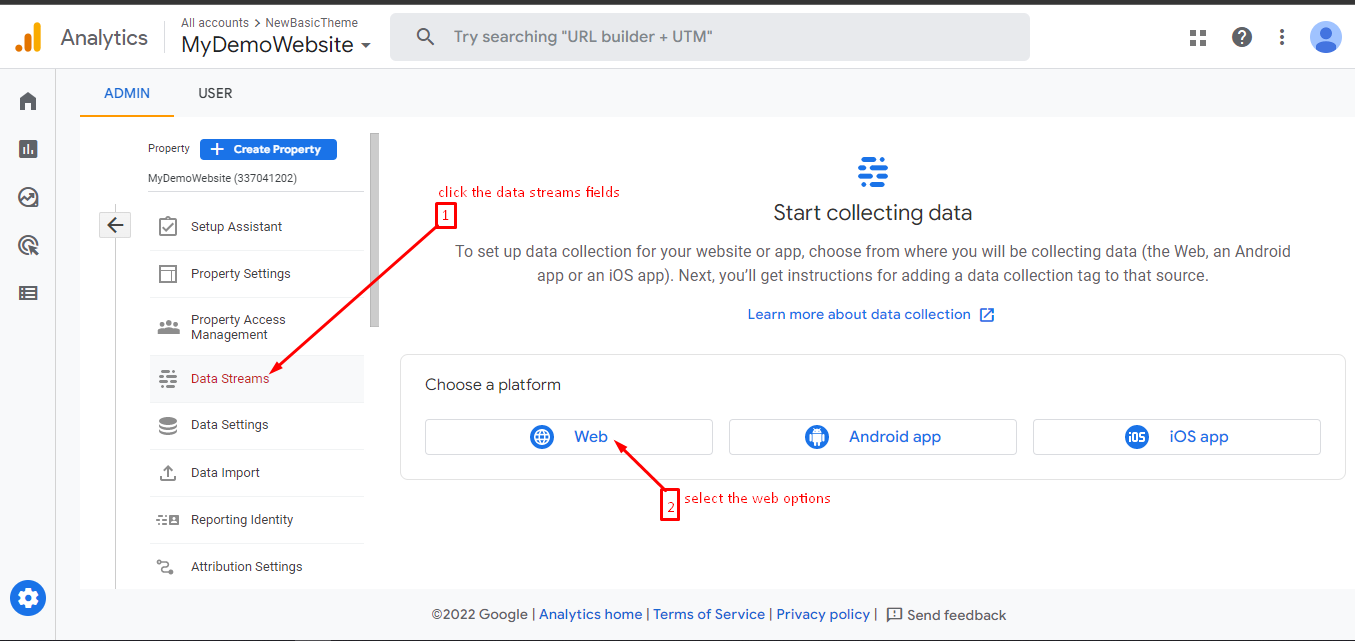 All accounts > NewBasicTheme
Analytics
MyDemoWebsite
Try searching "URL builder + UTM"
ADMIN
USER
Property
+ Create Property
MyDemoWebsite (337041202)
Setup Assistant
Property Settings
Property Access
Management
Data Streams
Data Settings
Data Import
Reporting Identity
Attribution Settings
click the data streams fields
1
Start collecting data
To set up data collection for your website or app, choose from where you will be collecting data (the Web, an Android
app or an iOS app). Next, you’ll get instructions for adding a data collection tag to that source.
Learn more about data collection
Choose a platform
Web
Android app
iOS
iOS app
2
select the web options
©2022 Google | Analytics home | Terms of Service | Privacy policy | Send feedback